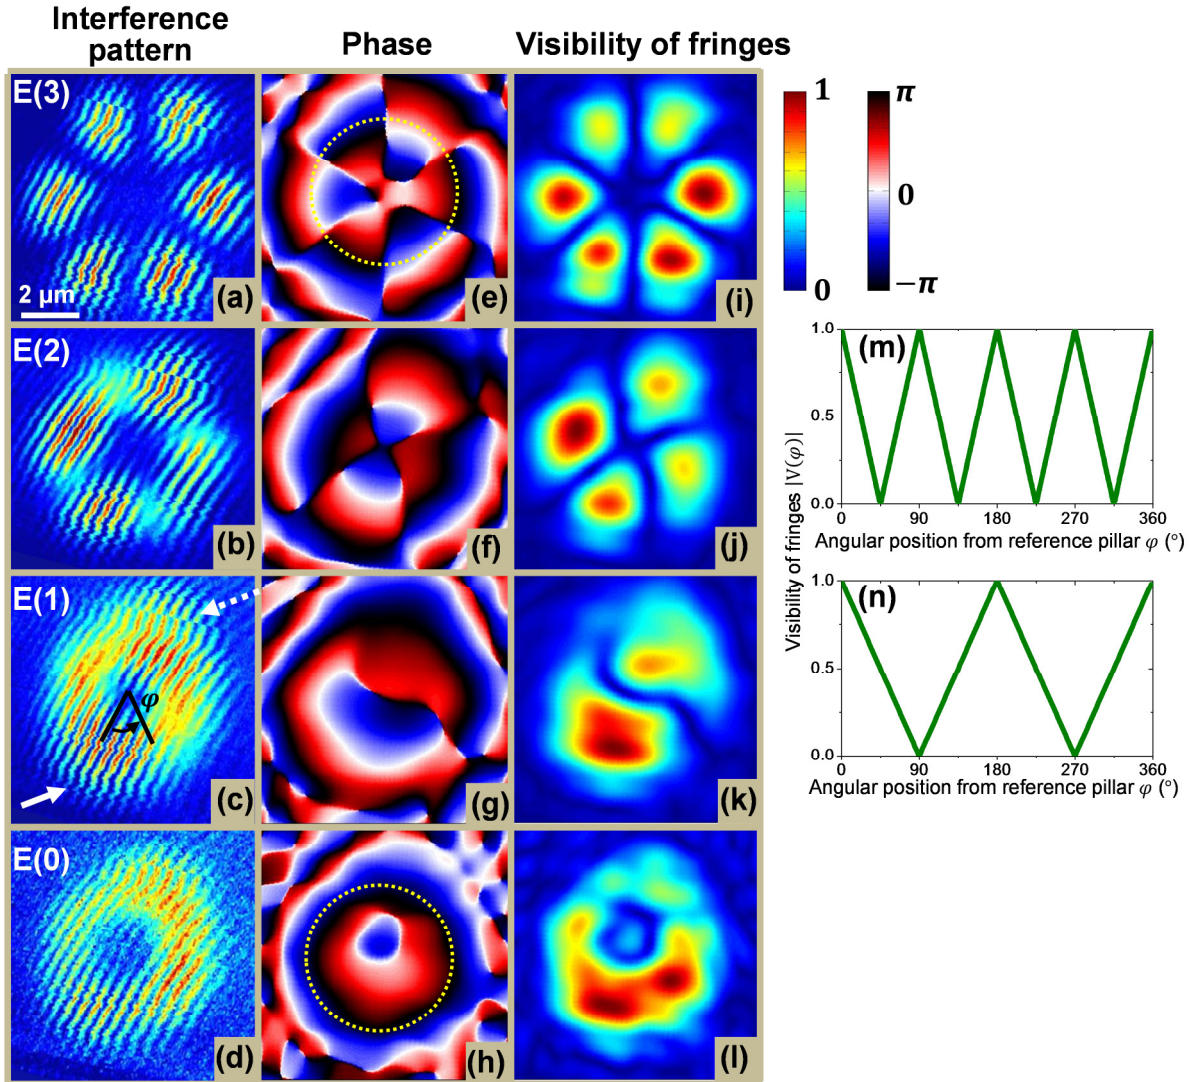 Interference
pattern
Phase
Visibility of fringes
E(3)
2 μm
(a)
(e)
(i)
1
0
π
0
−π
E(2)
(b)
(f)
(j)
E(1)
φ
(c)
(g)
(k)
E(0)
(d)
(h)
(l)
Visibility of fringes |V(φ)|
(m)
1.0
0.5
0.0
0 90 180 270 360
Angular position from reference pillar φ (°)
(n)
1.0
0.5
0.0
0 90 180 270 360
Angular position from reference pillar φ (°)